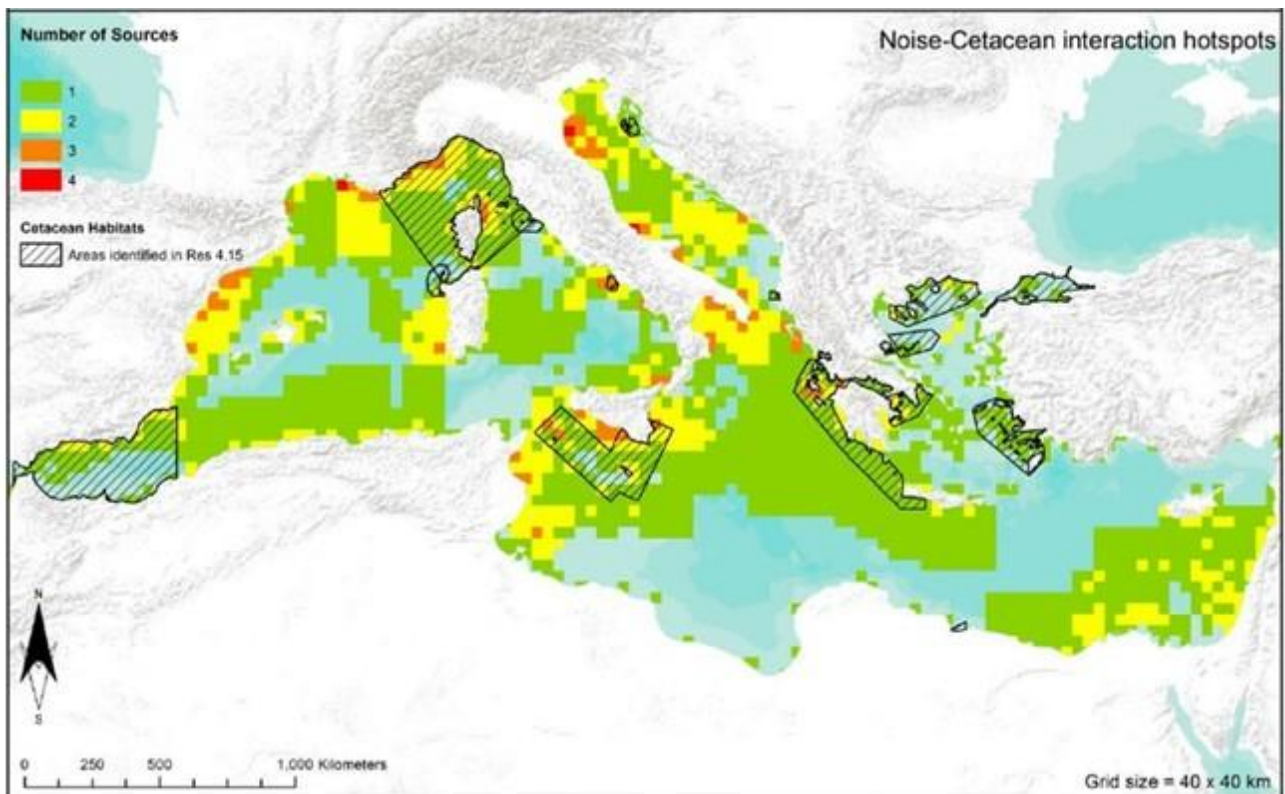 Number of Sources
Noise-Cetacean interaction hotspots
1
2
3
4
Cetacean Habitats
Areas identified in Res 4.15
N
S
0 250 500 1,000 Kilometers
Grid size = 40 x 40 km